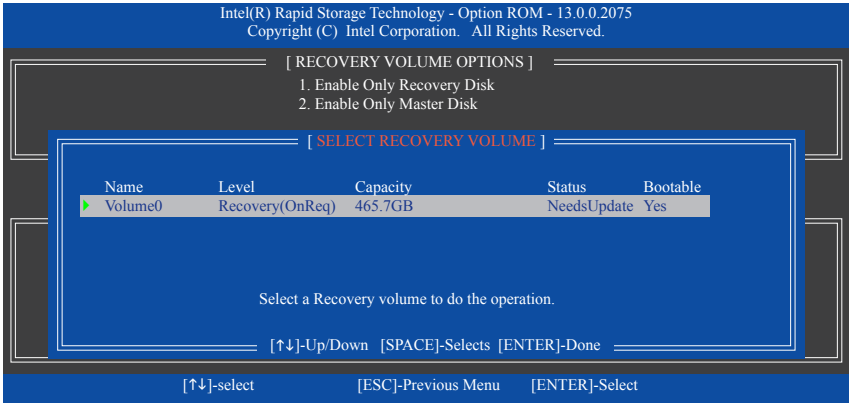 Intel(R) Rapid Storage Technology - Option ROM - 13.0.0.2075
Copyright (C) Intel Corporation. All Rights Reserved.
[ RECOVERY VOLUME OPTIONS ]
1. Enable Only Recovery Disk
2. Enable Only Master Disk
[ SELECT RECOVERY VOLUME ]
Name Level Capacity Status Bootable
Volume0 Recovery(OnReq) 465.7GB NeedsUpdate Yes
Select a Recovery volume to do the operation.
[↑↓]-Up/Down [SPACE]-Selects [ENTER]-Done
[↑↓]-select [ESC]-Previous Menu [ENTER]-Select